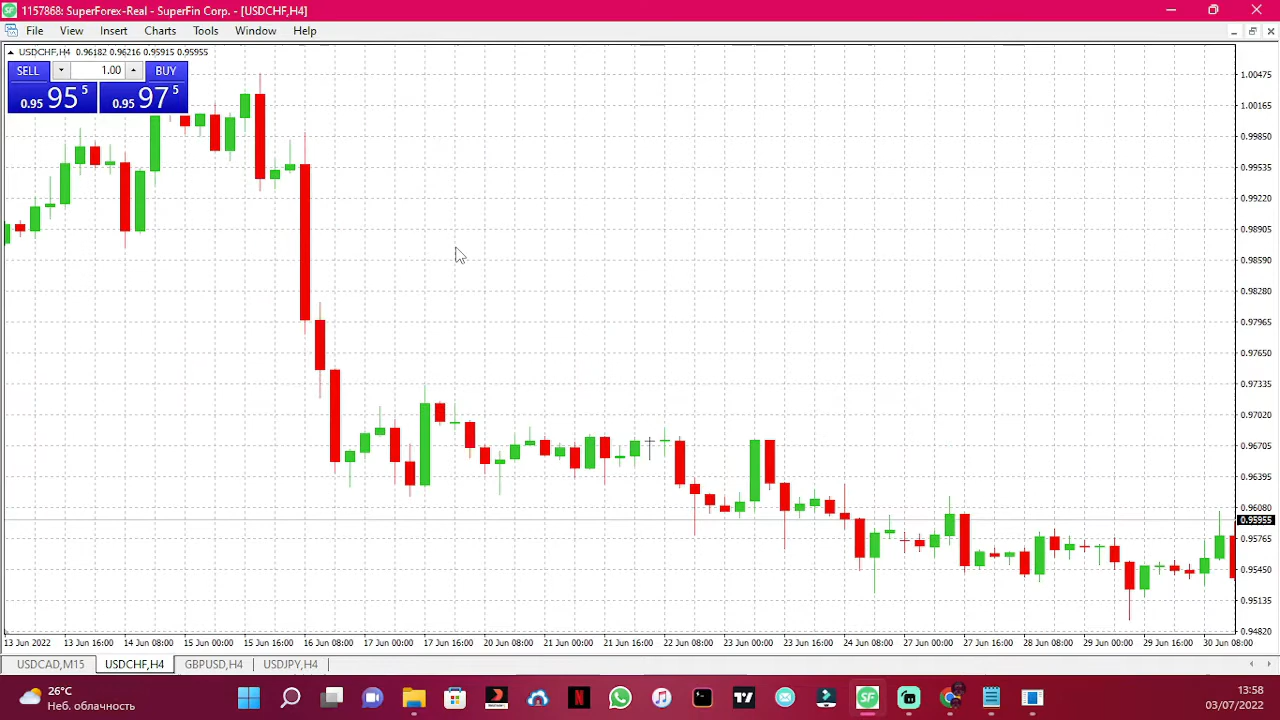 1157868: SuperForex-Real - SuperFin Corp. - [USDCHF,H4]
File View Insert Charts Tools Window Help
USDCHF,H4 0.96182 0.96216 0.95915 0.95955
SELL 1.00 BUY
0.95 95 5 0.95 97 5
1.00475
1.00165
0.99850
0.99535
0.99220
0.98905
0.98590
0.98280
0.97965
0.97650
0.97335
0.97020
0.96705
0.96395
0.96080
0.95955
0.95765
0.95450
0.95135
0.94820
13 Jun 2022 13 Jun 16:00 14 Jun 08:00 15 Jun 00:00 15 Jun 16:00 16 Jun 08:00 17 Jun 00:00 17 Jun 16:00 20 Jun 08:00 21 Jun 00:00 21 Jun 16:00 22 Jun 08:00 23 Jun 00:00 23 Jun 16:00 24 Jun 08:00 27 Jun 00:00 27 Jun 16:00 28 Jun 08:00 29 Jun 00:00 29 Jun 16:00 30 Jun 08:00
USDCAD,M15 USDCHF,H4 GBPUSD,H4 USDJPY,H4
26°C
Неб. облачность
13:58
03/07/2022